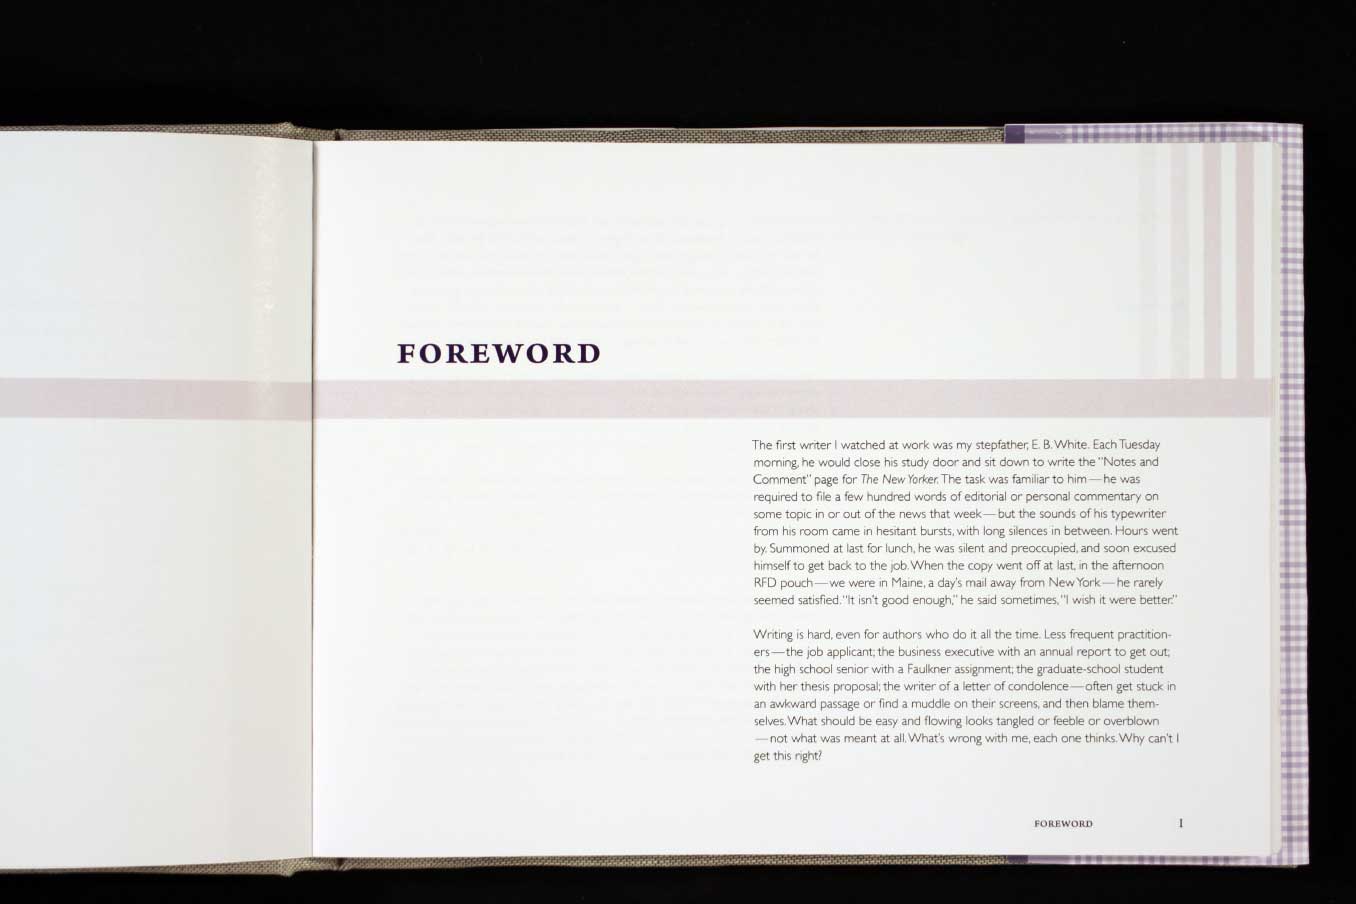 FOREWORD
The first writer I watched at work was my stepfather, E. B. White. Each Tuesday
morning, he would close his study door and sit down to write the “Notes and
Comment” page for The New Yorker. The task was familiar to him—he was
required to file a few hundred words of editorial or personal commentary on
some topic in or out of the news that week—but the sounds of his typewriter
from his room came in hesitant bursts, with long silences in between. Hours went
by. Summoned at last for lunch, he was silent and preoccupied, and soon excused
himself to get back to the job. When the copy went off at last, in the afternoon
RFD pouch—we were in Maine, a day’s mail away from New York—he rarely
seemed satisfied. “It isn’t good enough,” he said sometimes, “I wish it were better.”
Writing is hard, even for authors who do it all the time. Less frequent practition-
ers—the job applicant; the business executive with an annual report to get out;
the high school senior with a Faulkner assignment; the graduate-school student
with her thesis proposal; the writer of a letter of condolence—often get stuck in
an awkward passage or find a muddle on their screens, and then blame them-
selves. What should be easy and flowing looks tangled or feeble or overblown
—not what was meant at all. What’s wrong with me, each one thinks. Why can’t I
get this right?
FOREWORD 1